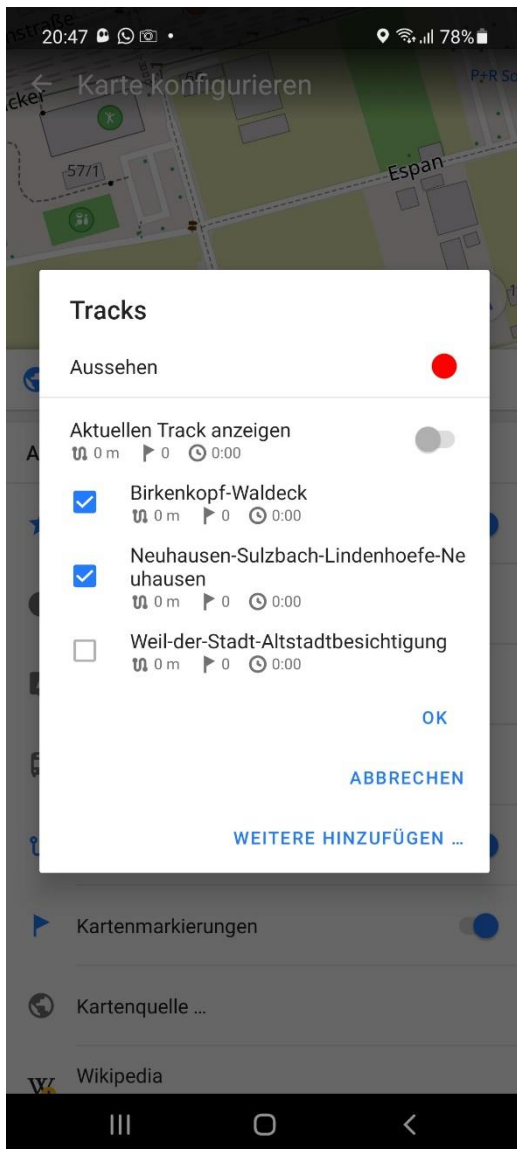 20:47 78%
Karte konfigurieren
P+R
57/1
Espan
Tracks
Aussehen
Aktuellen Track anzeigen
0 m 0 0:00
Birkenkopf-Waldeck
0 m 0 0:00
Neuhausen-Sulzbach-Lindenhoefe-Ne
uhausen
0 m 0 0:00
Weil-der-Stadt-Altstadtbesichtigung
0 m 0 0:00
OK
ABBRECHEN
WEITERE HINZUFÜGEN ...
Kartenmarkierungen
Kartenquelle ...
W Wikipedia